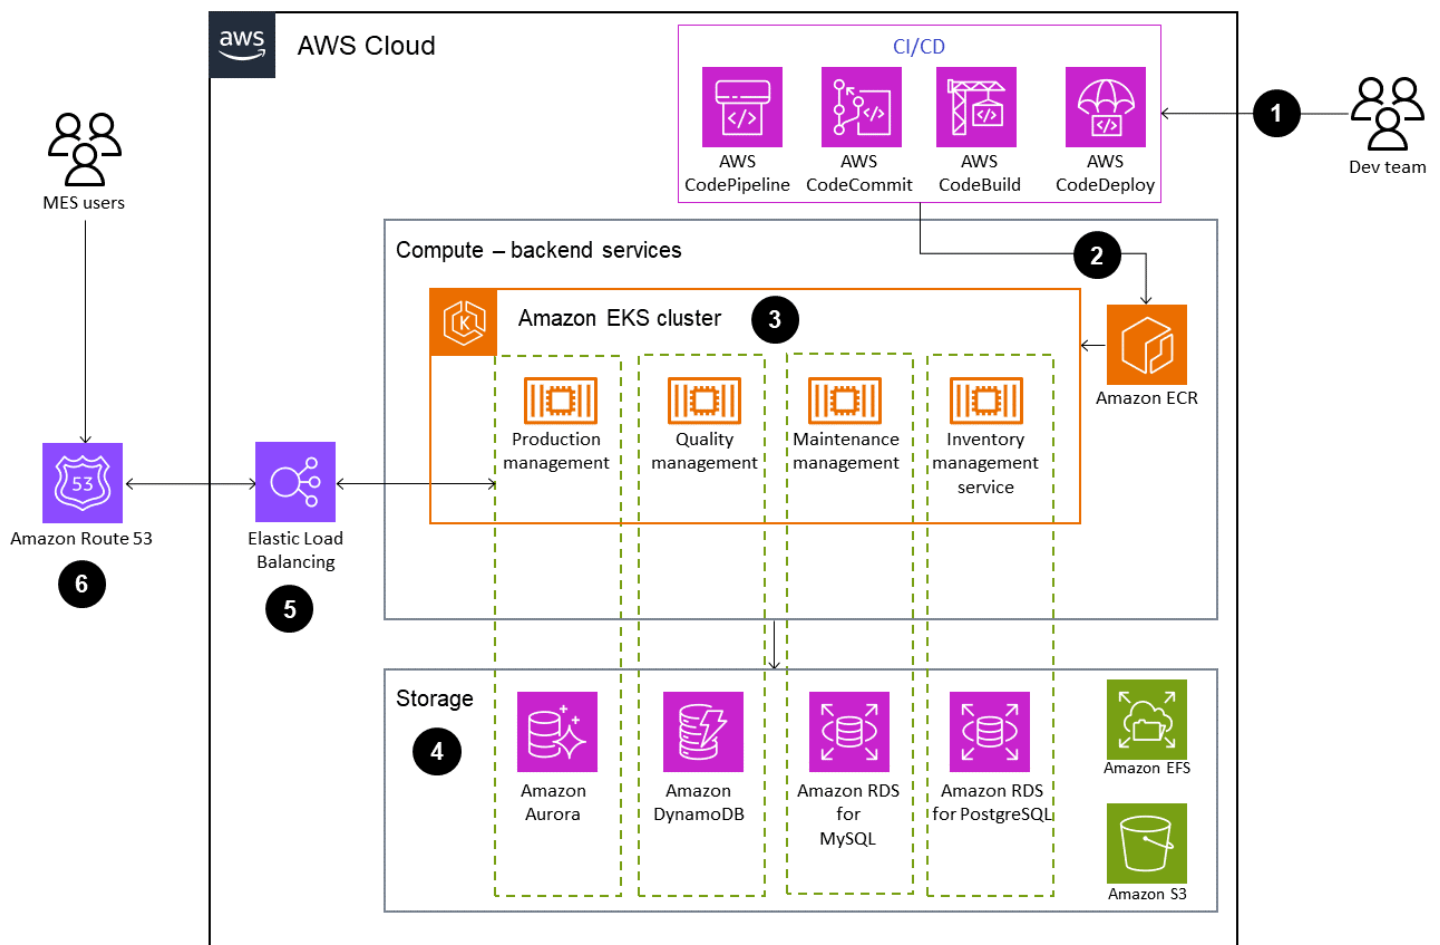 aws
AWS Cloud
CI/CD
AWS
CodePipeline
AWS
CodeCommit
AWS
CodeBuild
AWS
CodeDeploy
1
Dev team
MES users
Compute – backend services
2
Amazon EKS cluster
3
K
Amazon ECR
Production
management
Quality
management
Maintenance
management
Inventory
management
service
53
Amazon Route 53
6
Elastic Load
Balancing
5
Storage
4
Amazon
Aurora
Amazon
DynamoDB
Amazon RDS
for
MySQL
Amazon RDS
for PostgreSQL
Amazon EFS
Amazon S3